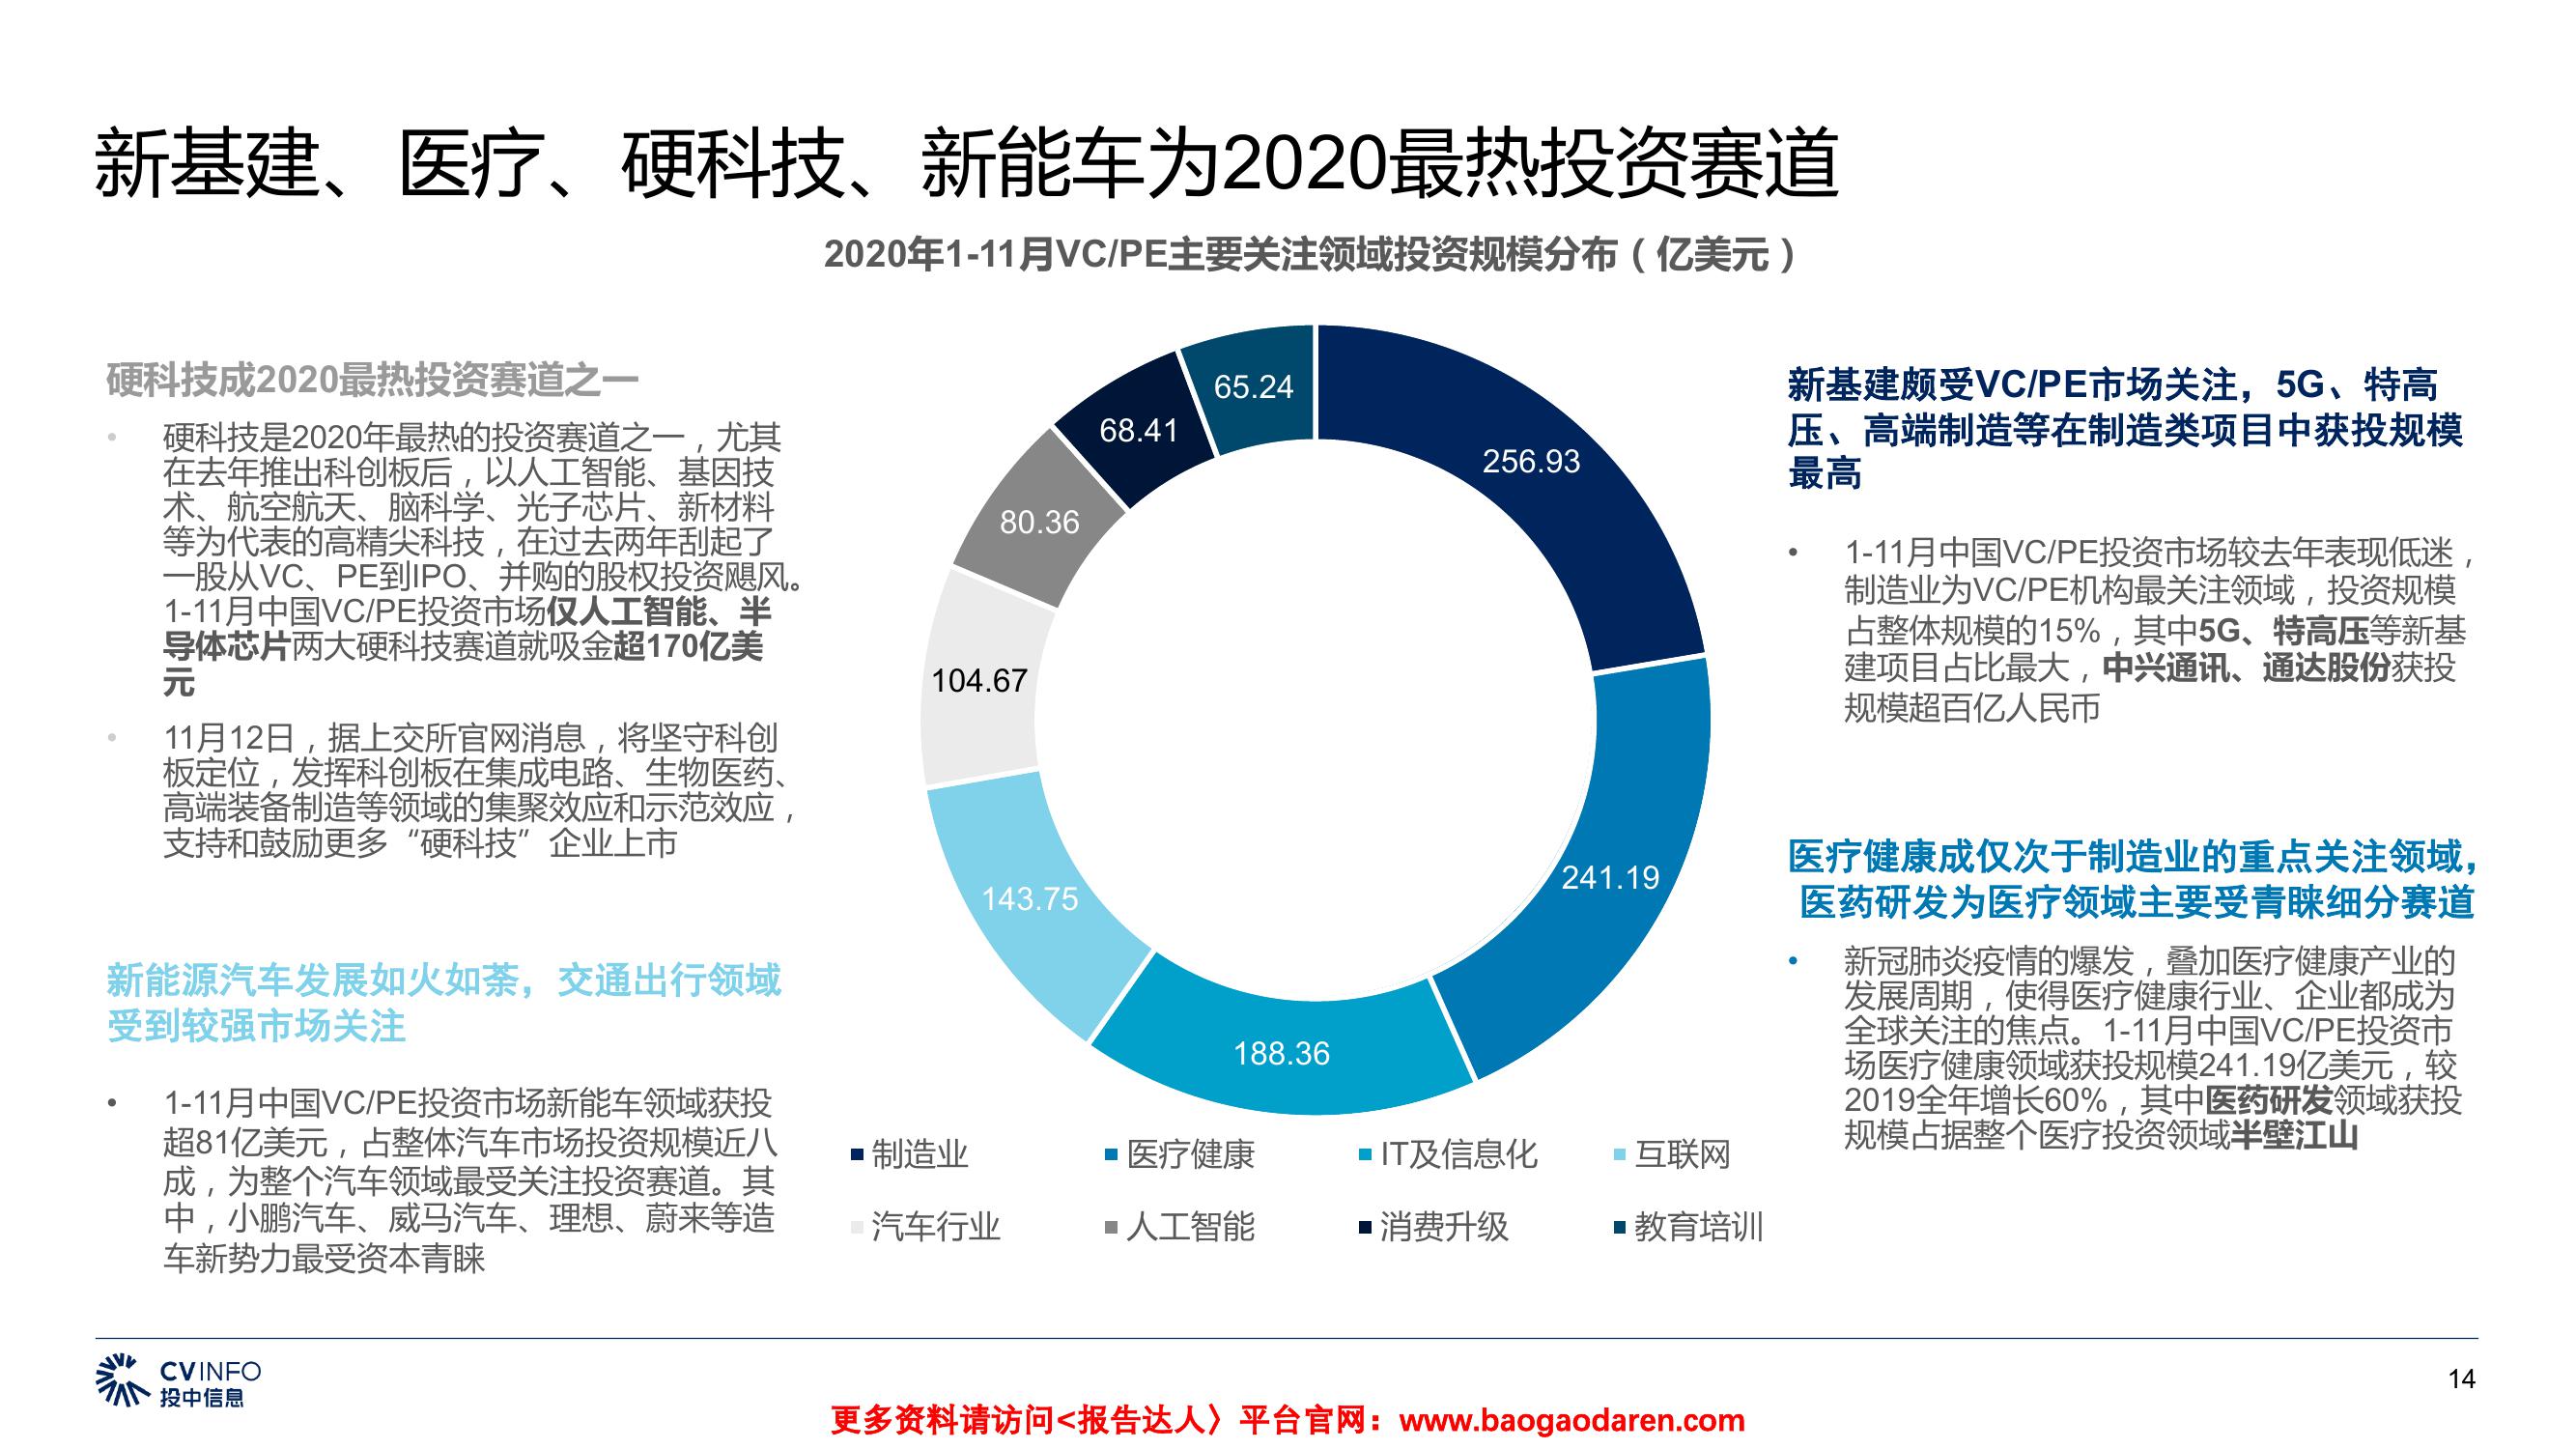 新基建、医疗、硬科技、新能车为2020最热投资赛道
2020年1-11月VC/PE主要关注领域投资规模分布（亿美元）
硬科技成2020最热投资赛道之一
• 硬科技是2020年最热的投资赛道之一，尤其
在去年推出科创板后，以人工智能、基因技
术、航空航天、脑科学、光子芯片、新材料
等为代表的高精尖科技，在过去两年刮起了
一股从VC、PE到IPO、并购的股权投资飓风。
1-11月中国VC/PE投资市场仅人工智能、半
导体芯片两大硬科技赛道就吸金超170亿美
元
• 11月12日，据上交所官网消息，将坚守科创
板定位，发挥科创板在集成电路、生物医药、
高端装备制造等领域的集聚效应和示范效应，
支持和鼓励更多“硬科技”企业上市
新能源汽车发展如火如荼，交通出行领域
受到较强市场关注
• 1-11月中国VC/PE投资市场新能车领域获投
超81亿美元，占整体汽车市场投资规模近八
成，为整个汽车领域最受关注投资赛道。其
中，小鹏汽车、威马汽车、理想、蔚来等造
车新势力最受资本青睐
256.93
241.19
188.36
143.75
104.67
80.36
68.41
65.24
制造业
医疗健康
IT及信息化
互联网
汽车行业
人工智能
消费升级
教育培训
新基建颇受VC/PE市场关注，5G、特高
压、高端制造等在制造类项目中获投规模
最高
• 1-11月中国VC/PE投资市场较去年表现低迷，
制造业为VC/PE机构最关注领域，投资规模
占整体规模的15%，其中5G、特高压等新基
建项目占比最大，中兴通讯、通达股份获投
规模超百亿人民币
医疗健康成仅次于制造业的重点关注领域，
医药研发为医疗领域主要受青睐细分赛道
• 新冠肺炎疫情的爆发，叠加医疗健康产业的
发展周期，使得医疗健康行业、企业都成为
全球关注的焦点。1-11月中国VC/PE投资市
场医疗健康领域获投规模241.19亿美元，较
2019全年增长60%，其中医药研发领域获投
规模占据整个医疗投资领域半壁江山
CVINFO
投中信息
14
更多资料请访问<报告达人〉平台官网：www.baogaodaren.com